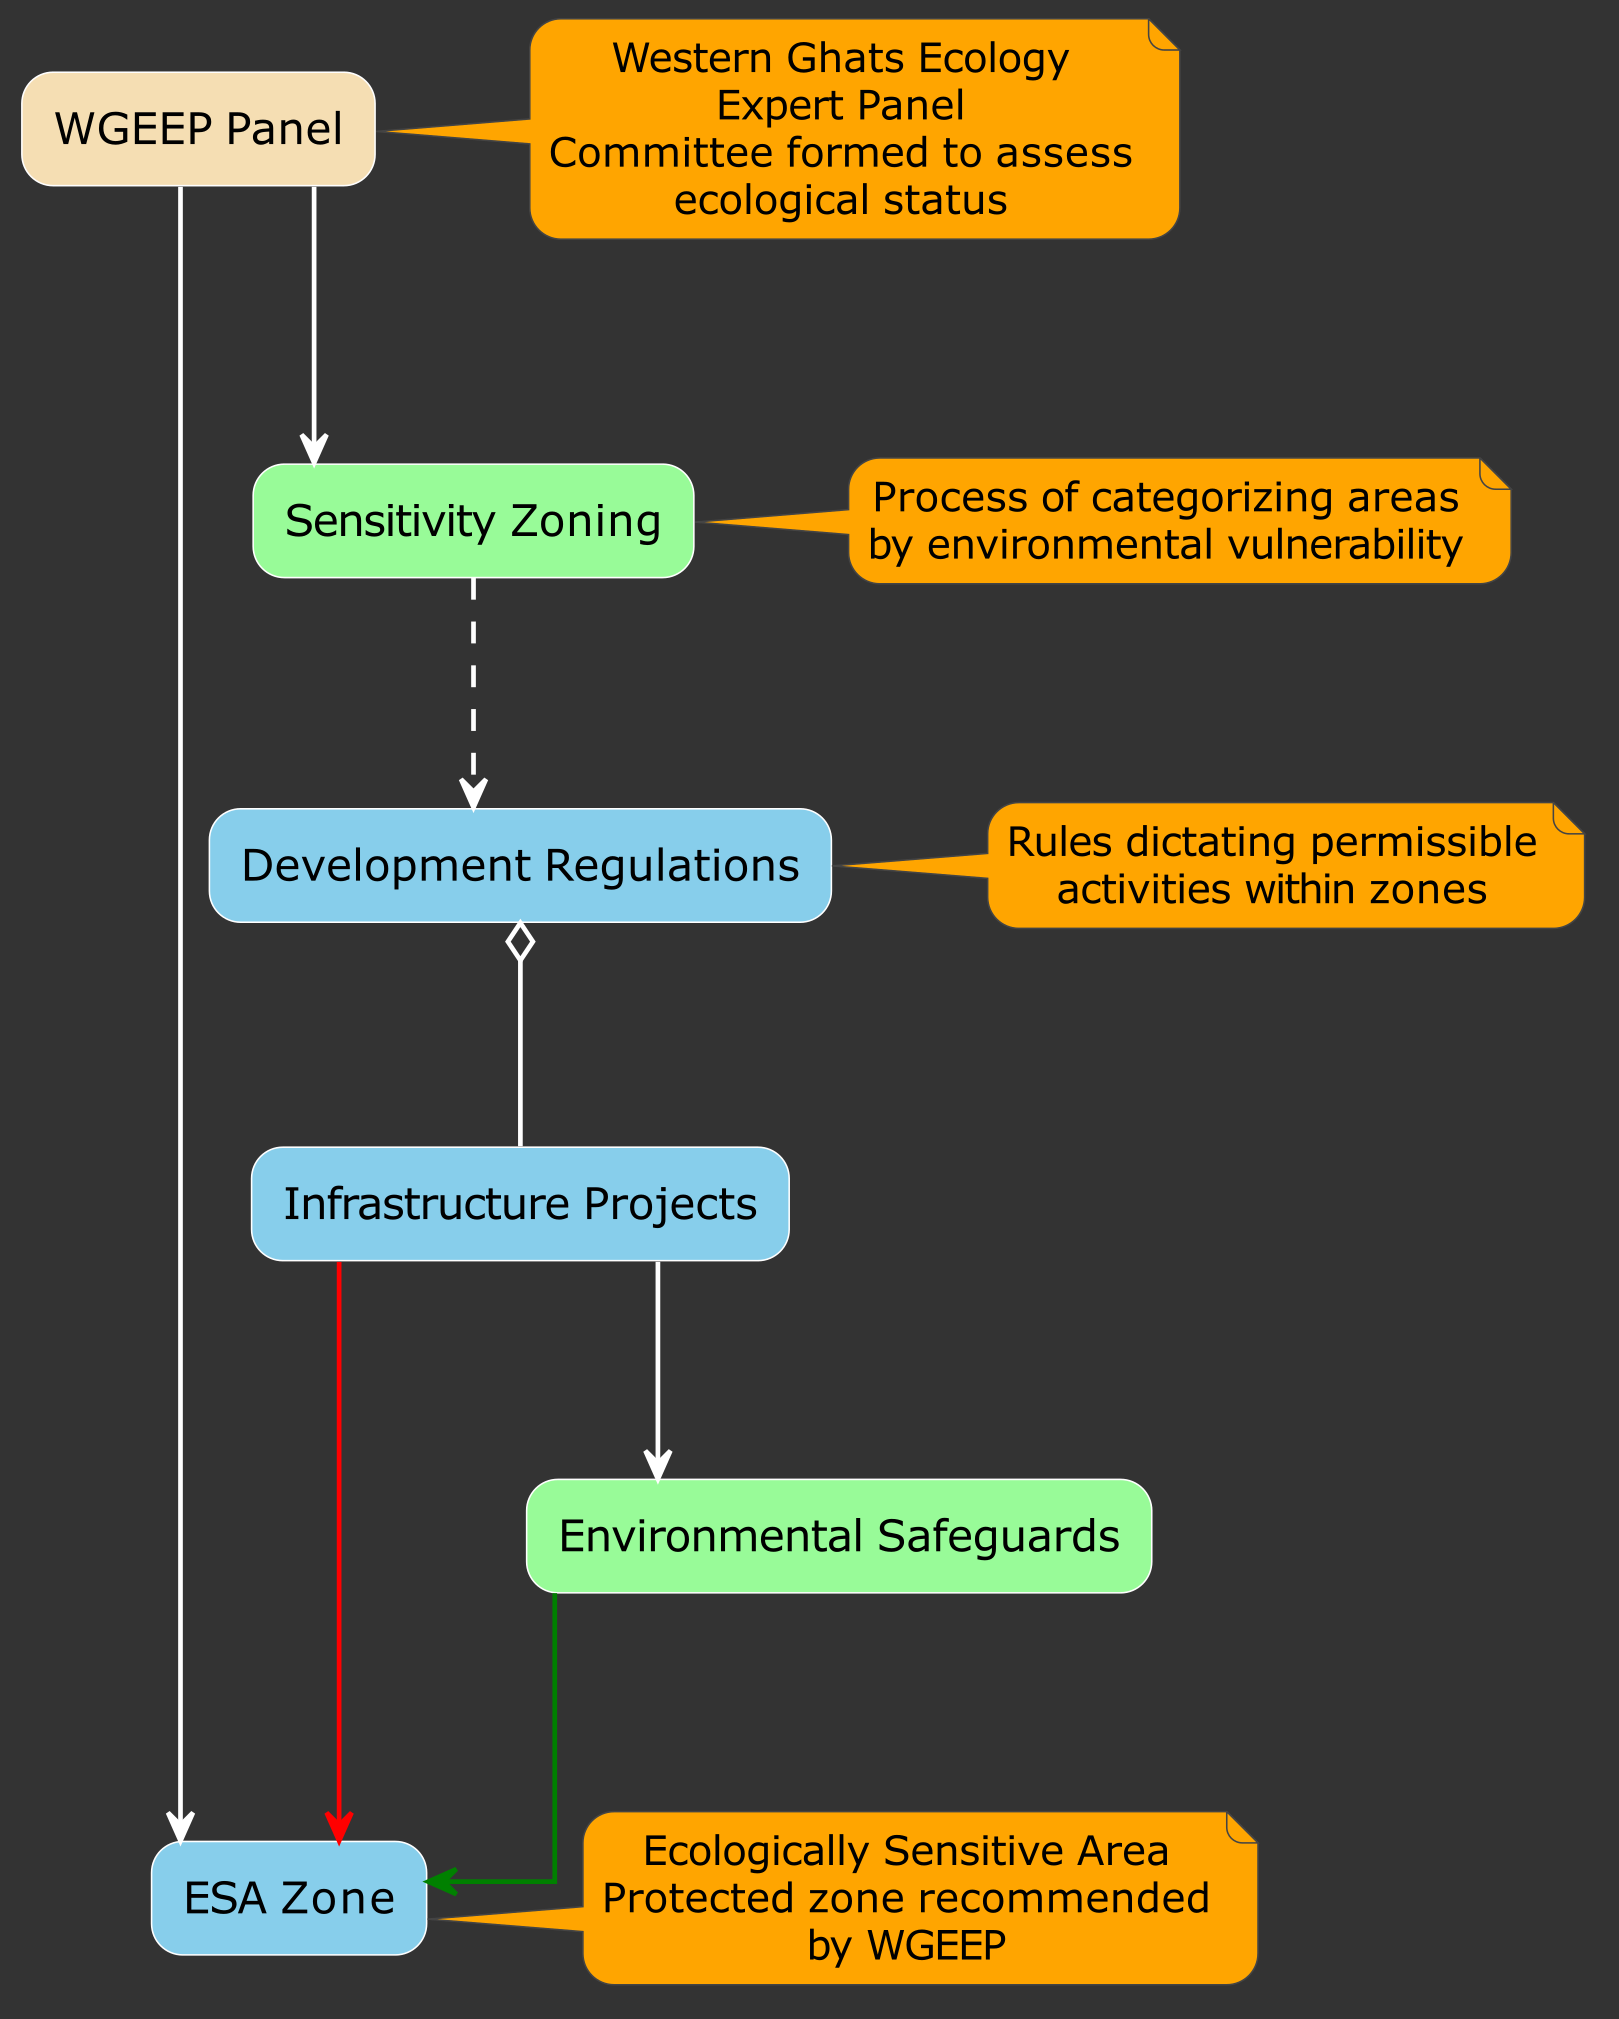 WGEEP Panel
Western Ghats Ecology
Expert Panel
Committee formed to assess
ecological status
Sensitivity Zoning
Process of categorizing areas
by environmental vulnerability
Development Regulations
Rules dictating permissible
activities within zones
Infrastructure Projects
Environmental Safeguards
ESA Zone
Ecologically Sensitive Area
Protected zone recommended
by WGEEP